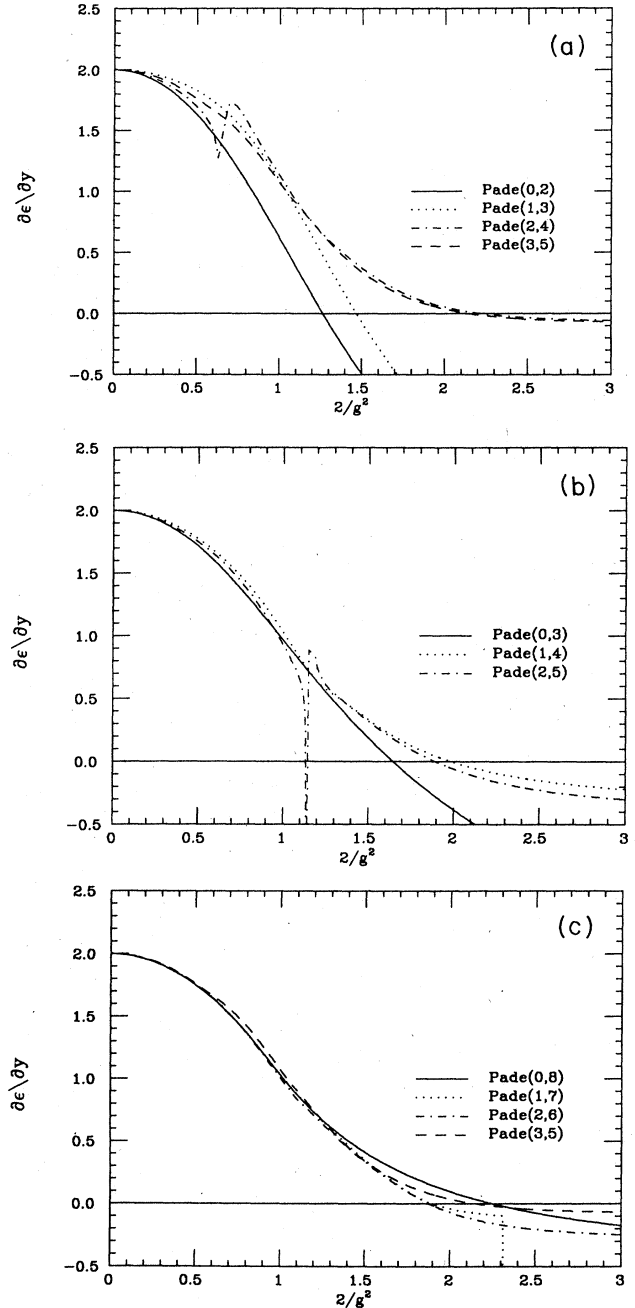 2.5
(a)
2.0
1.5
Pade(0,2)
1.0
Pade(1,3)
Pade(2,4)
∂ϵ\∂y
0.5
Pade(3,5)
0.0
−0.5
0 0.5 1 1.5 2 2.5 3
2/g²
2.5
(b)
2.0
1.5
1.0
Pade(0,3)
Pade(1,4)
∂ϵ\∂y
0.5
Pade(2,5)
0.0
−0.5
0 0.5 1 1.5 2 2.5 3
2/g²
2.5
(c)
2.0
1.5
1.0
Pade(0,8)
Pade(1,7)
∂ϵ\∂y
0.5
Pade(2,6)
Pade(3,5)
0.0
−0.5
0 0.5 1 1.5 2 2.5 3
2/g²